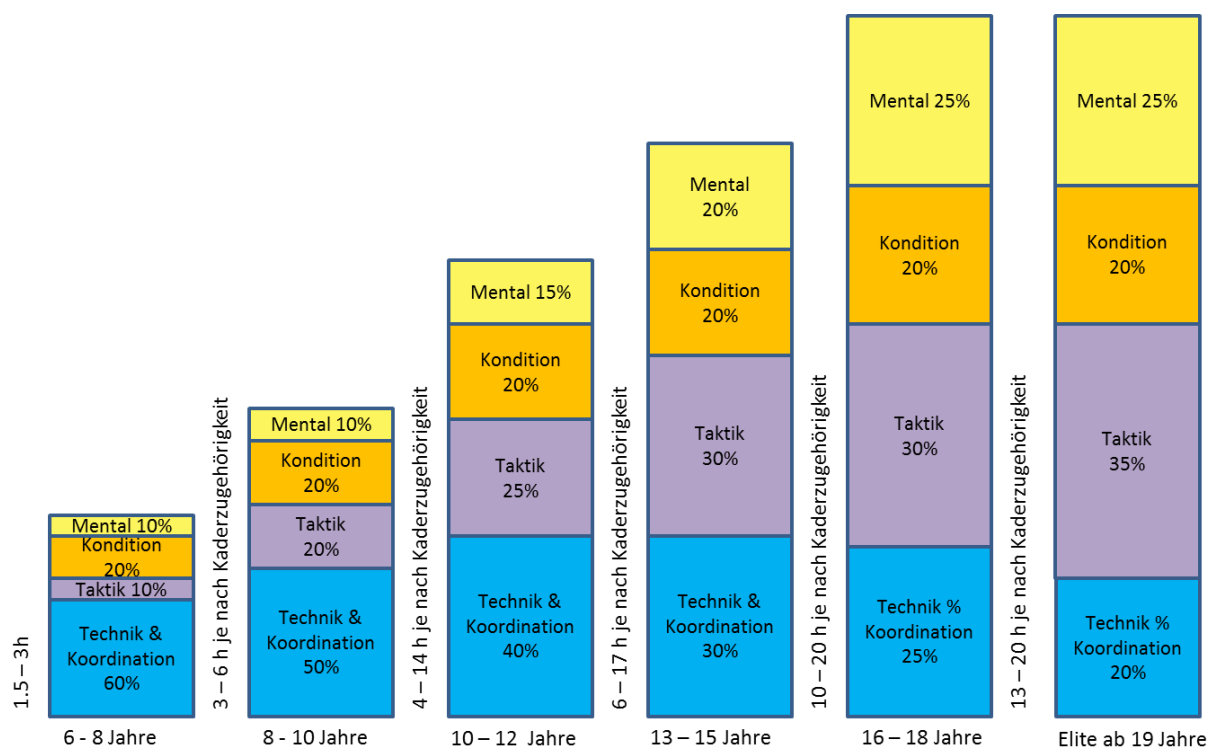 1.5 – 3h
Mental 10%
Kondition
20%
Taktik 10%
Technik &
Koordination
60%
6 - 8 Jahre
3 – 6 h je nach Kaderzugehörigkeit
Mental 10%
Kondition
20%
Taktik
20%
Technik &
Koordination
50%
8 - 10 Jahre
4 – 14 h je nach Kaderzugehörigkeit
Mental 15%
Kondition
20%
Taktik
25%
Technik &
Koordination
40%
10 – 12 Jahre
6 – 17 h je nach Kaderzugehörigkeit
Mental
20%
Kondition
20%
Taktik
30%
Technik &
Koordination
30%
13 – 15 Jahre
10 – 20 h je nach Kaderzugehörigkeit
Mental 25%
Kondition
20%
Taktik
30%
Technik %
Koordination
25%
16 – 18 Jahre
13 – 20 h je nach Kaderzugehörigkeit
Mental 25%
Kondition
20%
Taktik
35%
Technik %
Koordination
20%
Elite ab 19 Jahre